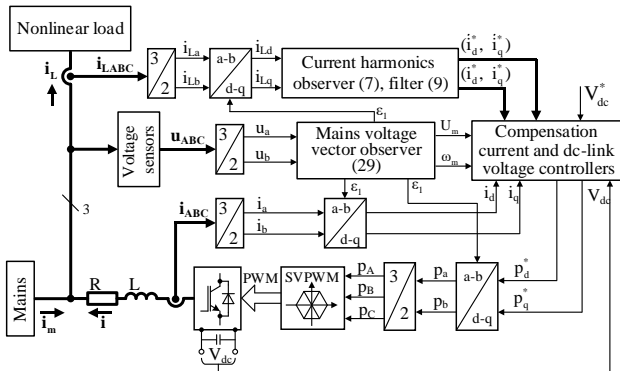 Nonlinear load
i_L
i_LABC
3
2
i_La
i_Lb
a-b
d-q
i_Ld
i_Lq
Current harmonics
observer (7), filter (9)
(i_d^*, i_q^*)
(i_d^*, i_q^*)
V_dc^*
ε_1
Voltage
sensors
u_ABC
3
2
u_a
u_b
Mains voltage
vector observer
(29)
U_m
ω_m
Compensation
current and dc-link
voltage controllers
ε_1
ε_1
i_d
i_q
V_dc
3
i_ABC
3
2
i_a
i_b
a-b
d-q
Mains
R
L
i_m
i
PWM
SVPWM
p_A
p_B
p_C
3
2
p_a
p_b
a-b
d-q
p_d^*
p_q^*
V_dc